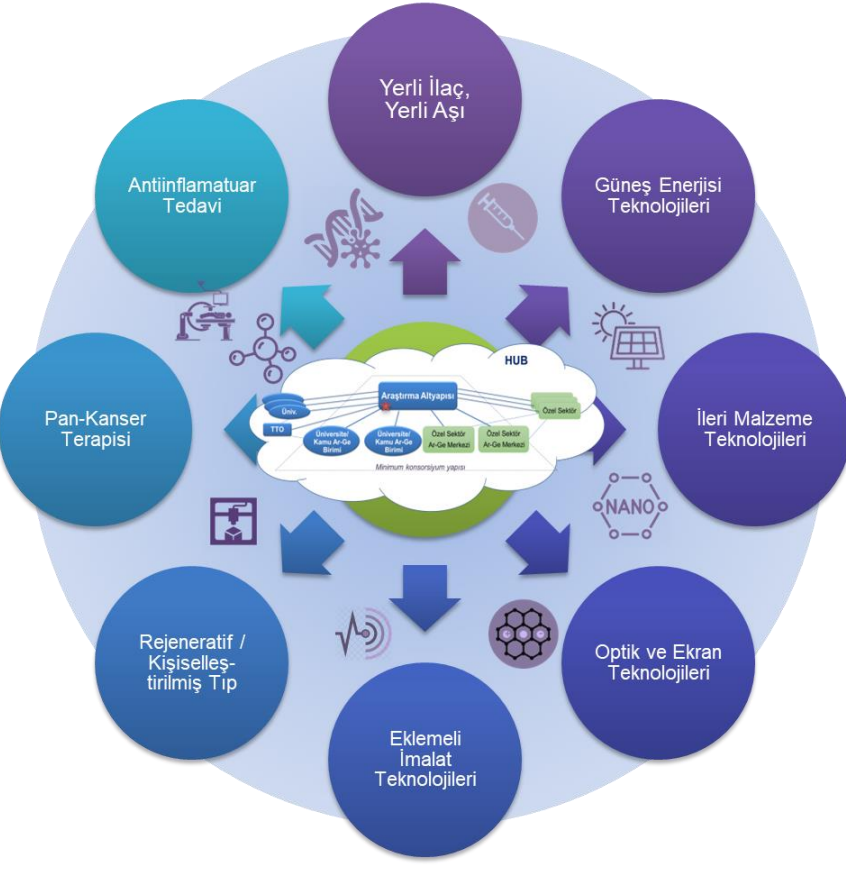 Yerli İlaç,
Yerli Aşı
Güneş Enerjisi
Teknolojileri
İleri Malzeme
Teknolojileri
Optik ve Ekran
Teknolojileri
Eklemeli
İmalat
Teknolojileri
Rejeneratif /
Kişiselleş-
tirilmiş Tıp
Pan-Kanser
Terapisi
Antiinflamatuar
Tedavi
HUB
Araştırma Altyapısı
Üniv.
Özel Sektör
TTO
Üniversite/
Kamu Ar-Ge
Birimi
Üniversite/
Kamu Ar-Ge
Birimi
Özel Sektör
Ar-Ge Merkezi
Özel Sektör
Ar-Ge Merkezi
Minimum konsorsiyum yapısı
NANO